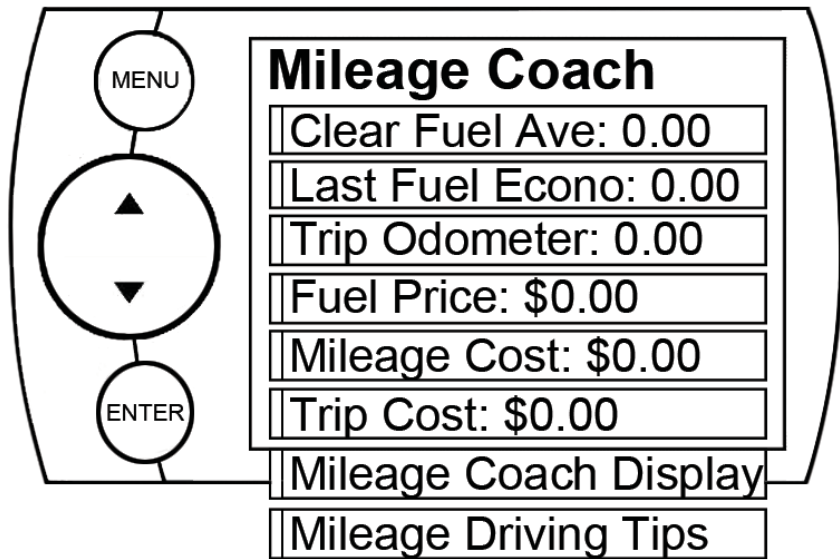 MENU
ENTER
Mileage Coach
Clear Fuel Ave: 0.00
Last Fuel Econo: 0.00
Trip Odometer: 0.00
Fuel Price: $0.00
Mileage Cost: $0.00
Trip Cost: $0.00
Mileage Coach Display
Mileage Driving Tips